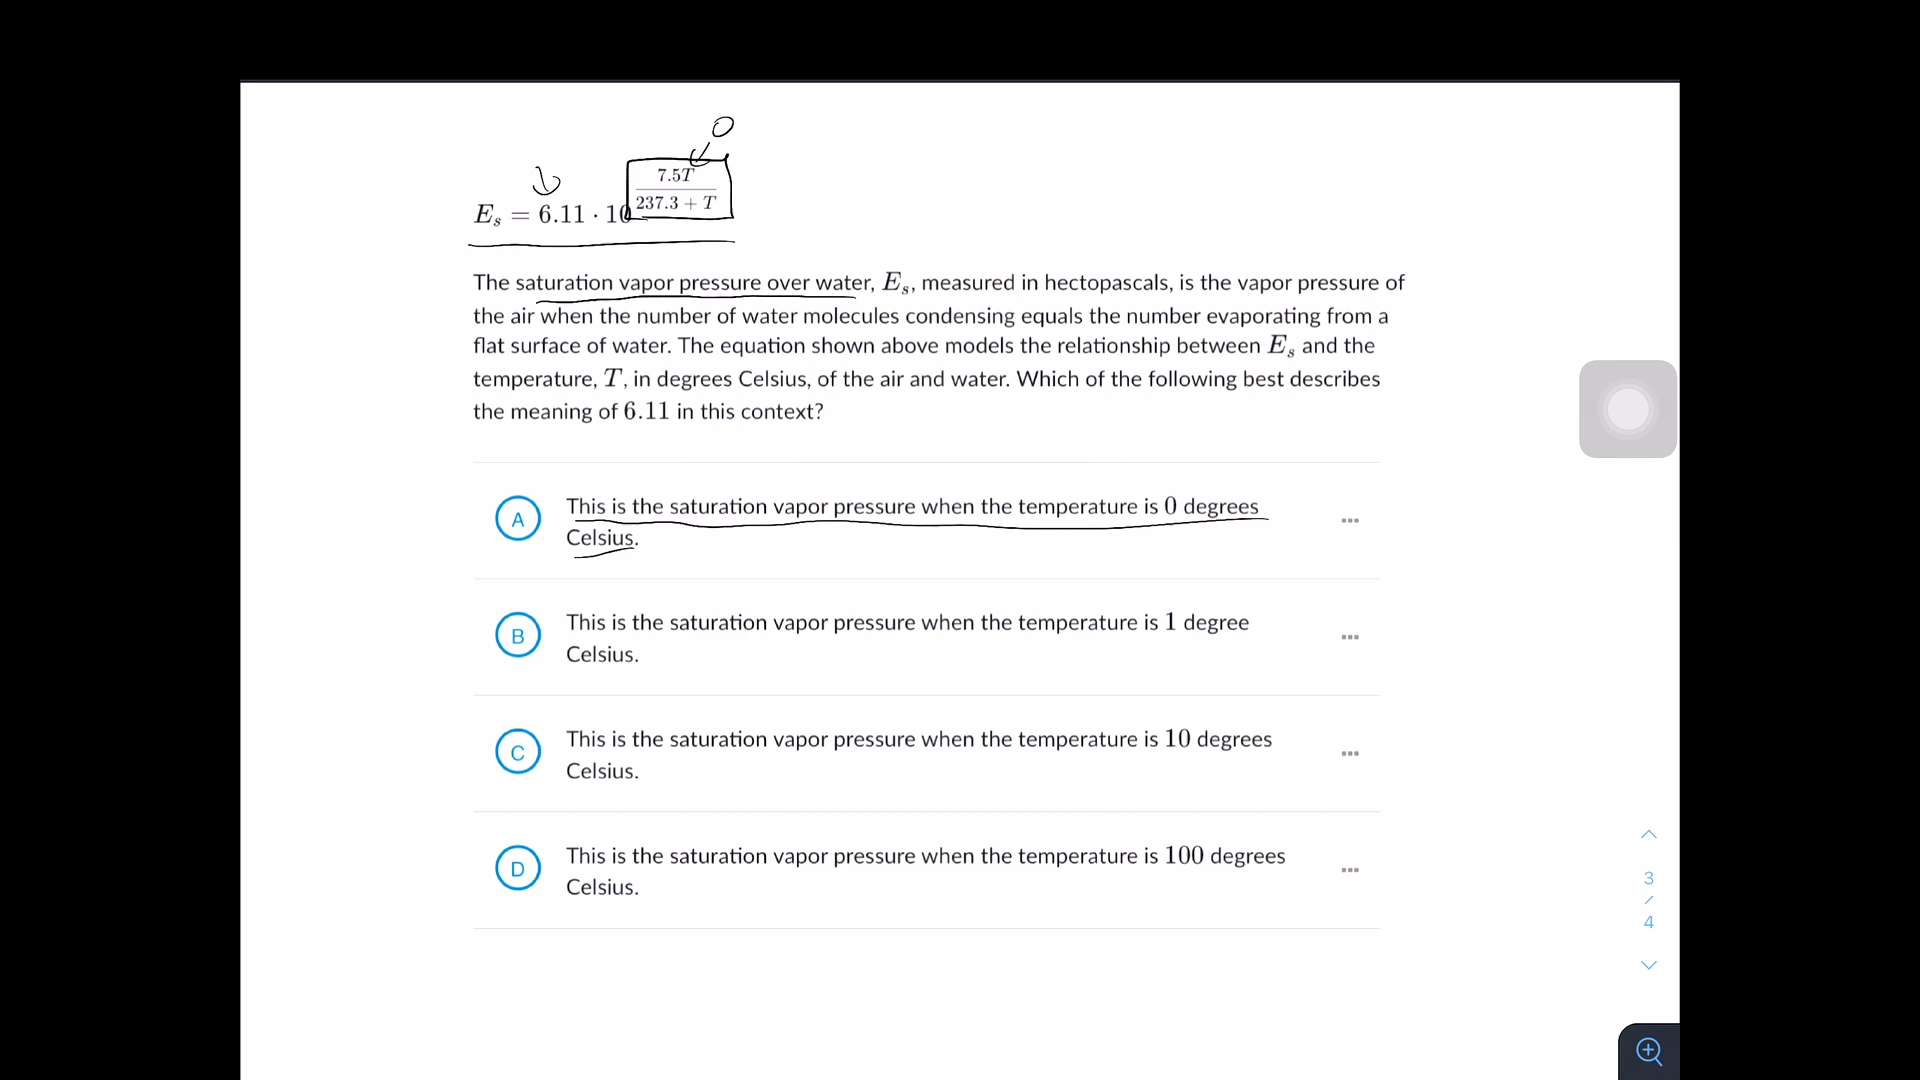 0
E_s = 6.11 · 10^{\frac{7.5T}{237.3 + T}}
The saturation vapor pressure over water, E_s, measured in hectopascals, is the vapor pressure of
the air when the number of water molecules condensing equals the number evaporating from a
flat surface of water. The equation shown above models the relationship between E_s and the
temperature, T, in degrees Celsius, of the air and water. Which of the following best describes
the meaning of 6.11 in this context?
A This is the saturation vapor pressure when the temperature is 0 degrees
Celsius.
B This is the saturation vapor pressure when the temperature is 1 degree
Celsius.
C This is the saturation vapor pressure when the temperature is 10 degrees
Celsius.
D This is the saturation vapor pressure when the temperature is 100 degrees
Celsius.
3
/
4